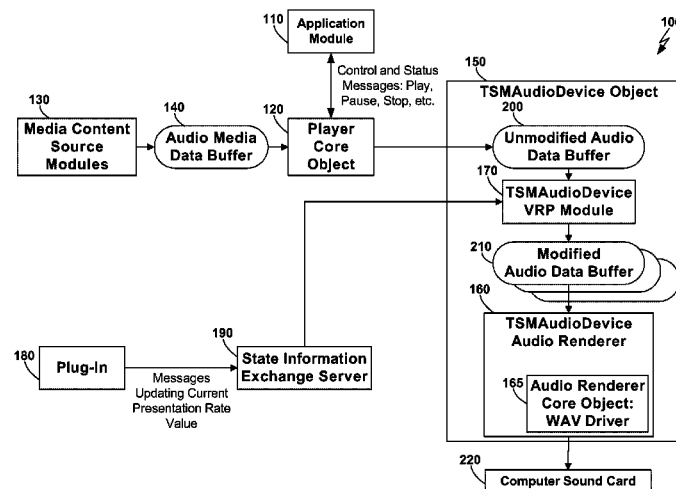 110
Application
Module
100
Control and Status
Messages: Play,
Pause, Stop, etc.
150
TSMAudioDevice Object
130
Media Content
Source
Modules
140
Audio Media
Data Buffer
120
Player
Core
Object
200
Unmodified Audio
Data Buffer
170
TSMAudioDevice
VRP Module
210
Modified
Audio Data Buffer
160
TSMAudioDevice
Audio Renderer
180
Plug-In
190
State Information
Exchange Server
Messages
Updating Current
Presentation Rate
Value
165
Audio Renderer
Core Object:
WAV Driver
220
Computer Sound Card